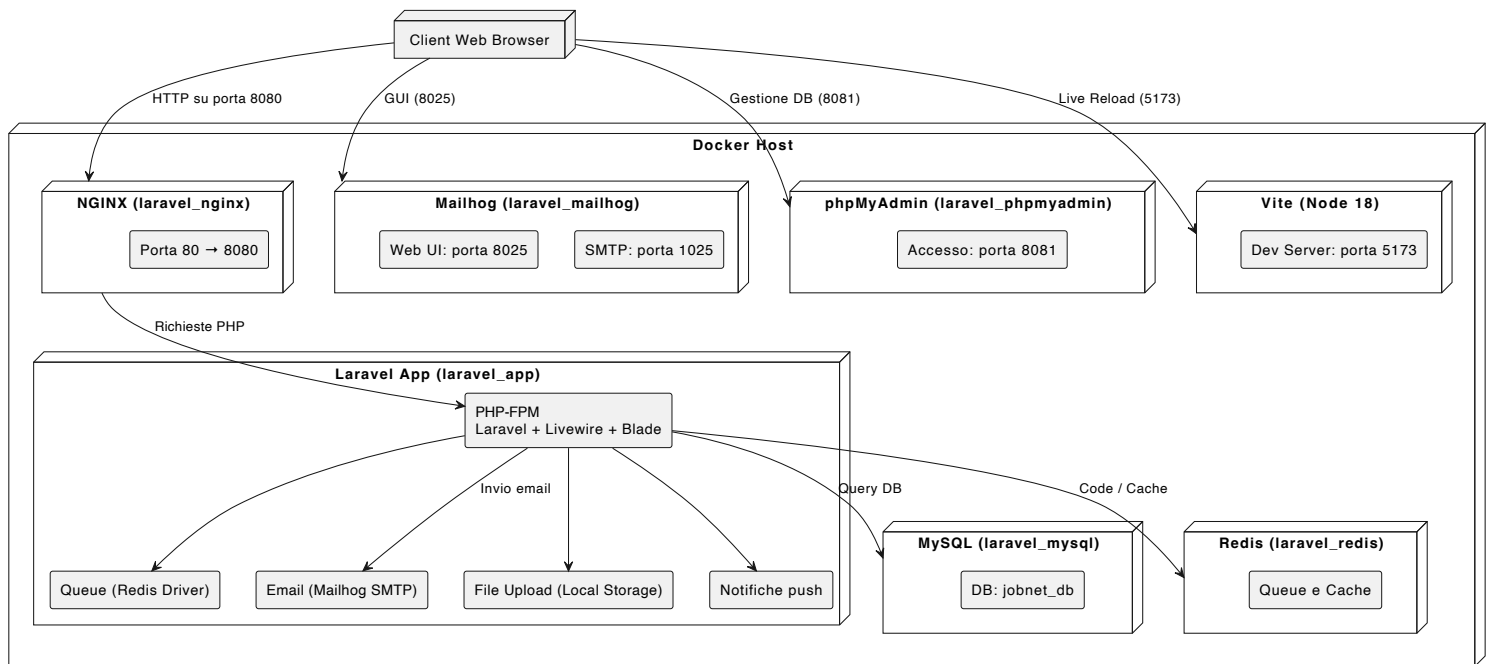 Client Web Browser
HTTP su porta 8080
GUI (8025)
Gestione DB (8081)
Live Reload (5173)
Docker Host
NGINX (laravel_nginx)
Mailhog (laravel_mailhog)
phpMyAdmin (laravel_phpmyadmin)
Vite (Node 18)
Porta 80 → 8080
Web UI: porta 8025
SMTP: porta 1025
Accesso: porta 8081
Dev Server: porta 5173
Richieste PHP
Laravel App (laravel_app)
PHP-FPM
Laravel + Livewire + Blade
Invio email
Query DB
Code / Cache
MySQL (laravel_mysql)
Redis (laravel_redis)
Queue (Redis Driver)
Email (Mailhog SMTP)
File Upload (Local Storage)
Notifiche push
DB: jobnet_db
Queue e Cache